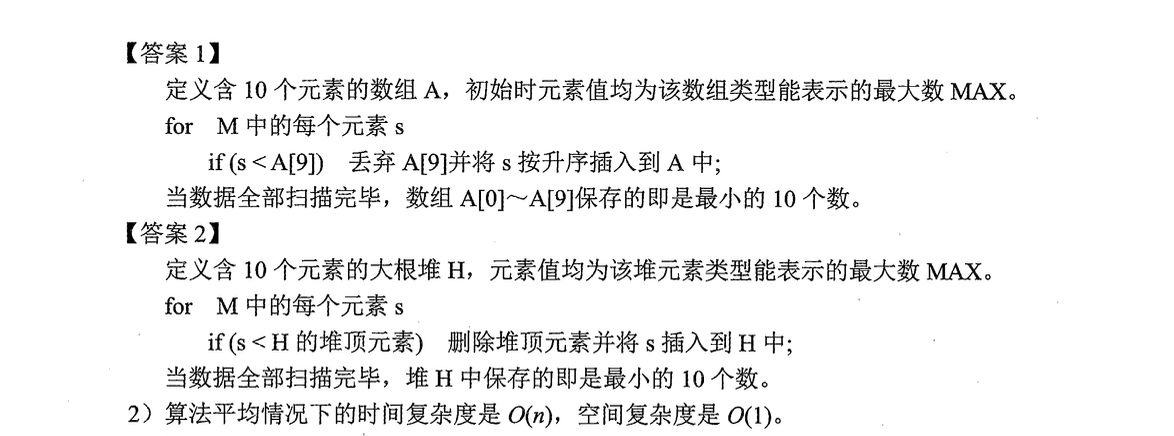 【答案 1】
定义含 10 个元素的数组 A，初始时元素值均为该数组类型能表示的最大数 MAX。
for M 中的每个元素 s
if (s < A[9]) 丢弃 A[9]并将 s 按升序插入到 A 中;
当数据全部扫描完毕，数组 A[0]～A[9]保存的即是最小的 10 个数。
【答案 2】
定义含 10 个元素的大根堆 H，元素值均为该堆元素类型能表示的最大数 MAX。
for M 中的每个元素 s
if (s < H 的堆顶元素) 删除堆顶元素并将 s 插入到 H 中;
当数据全部扫描完毕，堆 H 中保存的即是最小的 10 个数。
2）算法平均情况下的时间复杂度是 O(n)，空间复杂度是 O(1)。